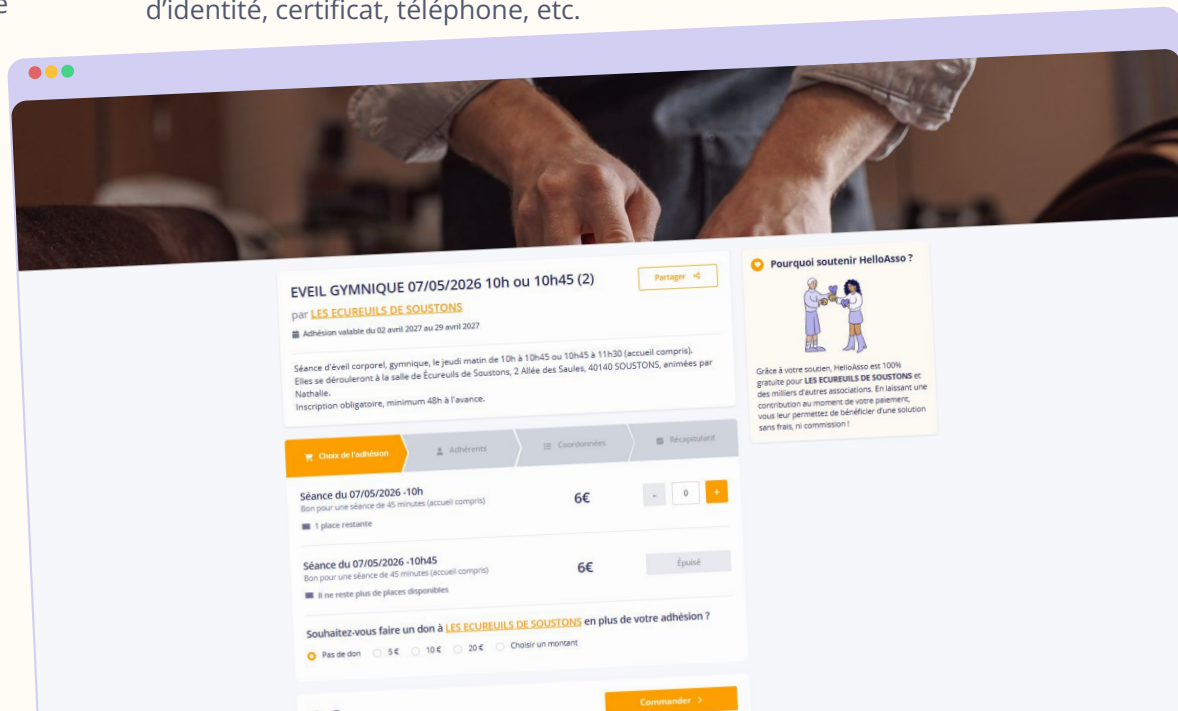 d'identité, certificat, téléphone, etc.
EVEIL GYMNIQUE 07/05/2026 10h ou 10h45 (2)
Partager
par LES ECUREUILS DE SOUSTONS
Adhésion valable du 02 avril 2027 au 29 avril 2027
Séance d'éveil corporel, gymnique, le jeudi matin de 10h à 10h45 ou 10h45 à 11h30 (accueil compris).
Elles se dérouleront à la salle de Écureuils de Soustons, 2 Allée des Saules, 40140 SOUSTONS, animées par
Nathalie.
Inscription obligatoire, minimum 48h à l'avance.
Pourquoi soutenir HelloAsso ?
Grâce à votre soutien, HelloAsso est 100%
gratuite pour LES ECUREUILS DE SOUSTONS et
des milliers d'autres associations. En laissant une
contribution au moment de votre paiement,
vous leur permettez de bénéficier d'une solution
sans frais, ni commission !
Choix de l'adhésion
Adhérents
Coordonnées
Récapitulatif
Séance du 07/05/2026 -10h
Bon pour une séance de 45 minutes (accueil compris)
1 place restante
6€
- 0 +
Séance du 07/05/2026 -10h45
Bon pour une séance de 45 minutes (accueil compris)
Il ne reste plus de places disponibles
6€
Épuisé
Souhaitez-vous faire un don à LES ECUREUILS DE SOUSTONS en plus de votre adhésion ?
Pas de don 5 € 10 € 20 € Choisir un montant
Commander